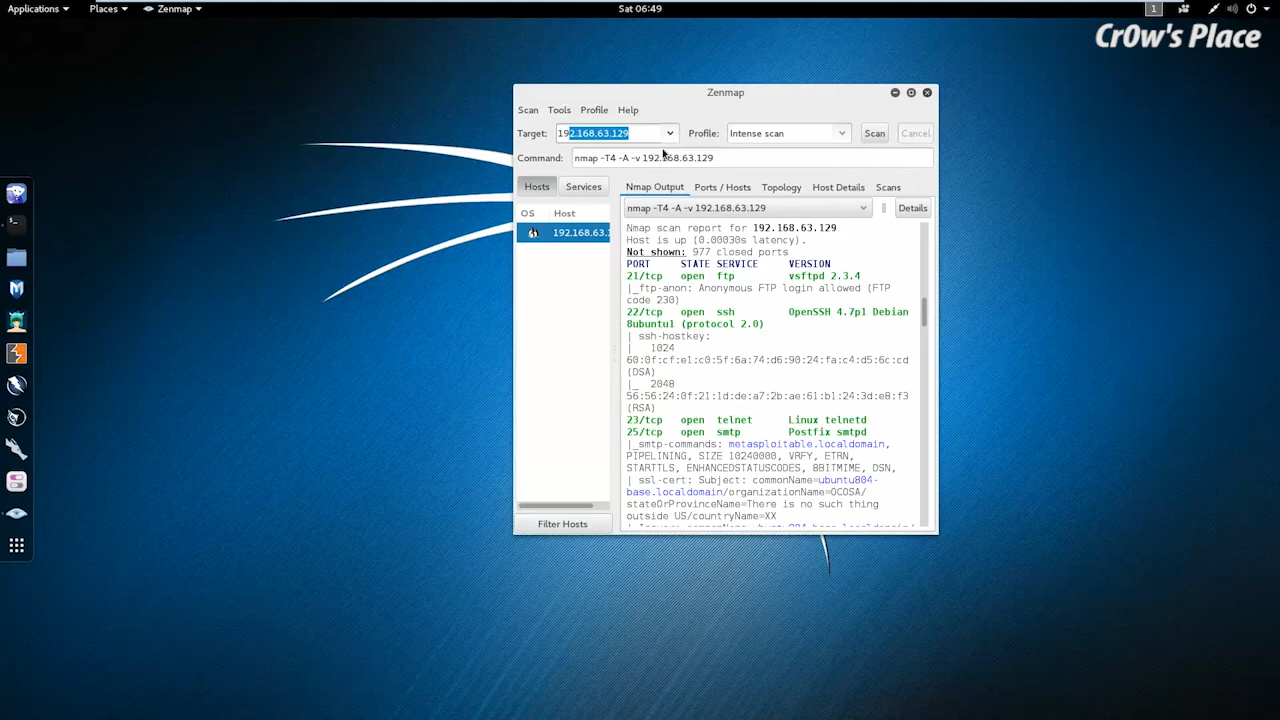 Applications Places Zenmap Sat 06:49 1
Cr0w's Place
Zenmap
Scan Tools Profile Help
Target: 192.168.63.129 Profile: Intense scan Scan Cancel
Command: nmap -T4 -A -v 192.168.63.129
Hosts Services Nmap Output Ports / Hosts Topology Host Details Scans
OS Host
192.168.63.1
nmap -T4 -A -v 192.168.63.129 Details
Nmap scan report for 192.168.63.129
Host is up (0.00030s latency).
Not shown: 977 closed ports
PORT STATE SERVICE VERSION
21/tcp open ftp vsftpd 2.3.4
|_ftp-anon: Anonymous FTP login allowed (FTP
code 230)
22/tcp open ssh OpenSSH 4.7p1 Debian
8ubuntu1 (protocol 2.0)
| ssh-hostkey:
| 1024
60:0f:cf:e1:c0:5f:6a:74:d6:90:24:fa:c4:d5:6c:cd
(DSA)
|_ 2048
56:56:24:0f:21:1d:de:a7:2b:ae:61:b1:24:3d:e8:f3
(RSA)
23/tcp open telnet Linux telnetd
25/tcp open smtp Postfix smtpd
|_smtp-commands: metasploitable.localdomain,
PIPELINING, SIZE 10240000, VRFY, ETRN,
STARTTLS, ENHANCEDSTATUSCODES, 8BITMIME, DSN,
| ssl-cert: Subject: commonName=ubuntu804-
base.localdomain/organizationName=OCOSA/
stateOrProvinceName=There is no such thing
outside US/countryName=XX
Filter Hosts